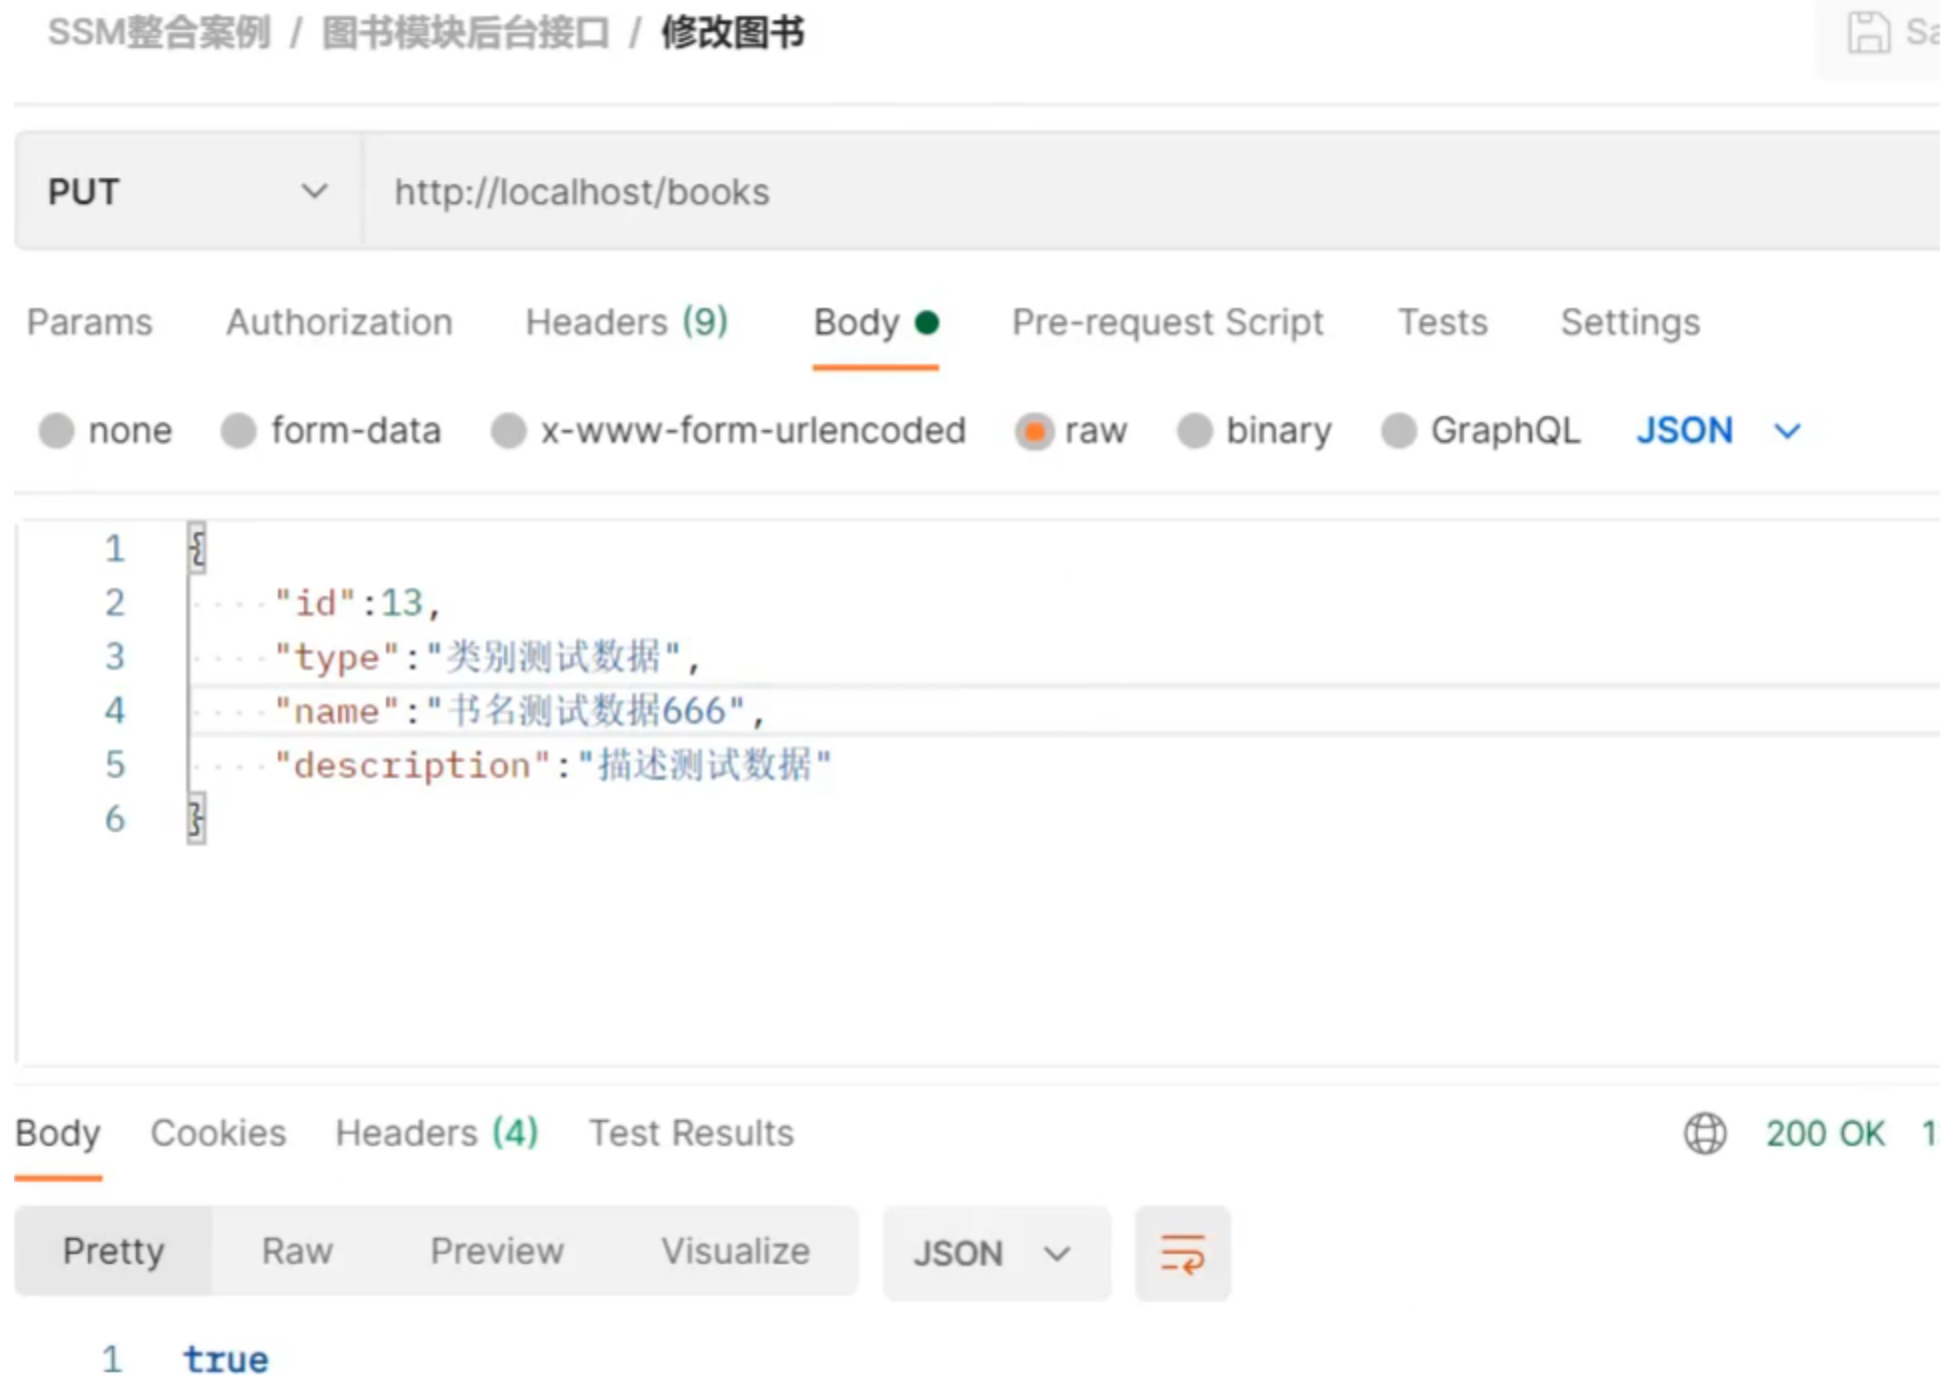 SSM整合案例 / 图书模块后台接口 / 修改图书
PUT http://localhost/books
Params Authorization Headers (9) Body Pre-request Script Tests Settings
none form-data x-www-form-urlencoded raw binary GraphQL JSON
1 {
2 "id":13,
3 "type":"类别测试数据",
4 "name":"书名测试数据666",
5 "description":"描述测试数据"
6 }
Body Cookies Headers (4) Test Results 200 OK
Pretty Raw Preview Visualize JSON
1 true